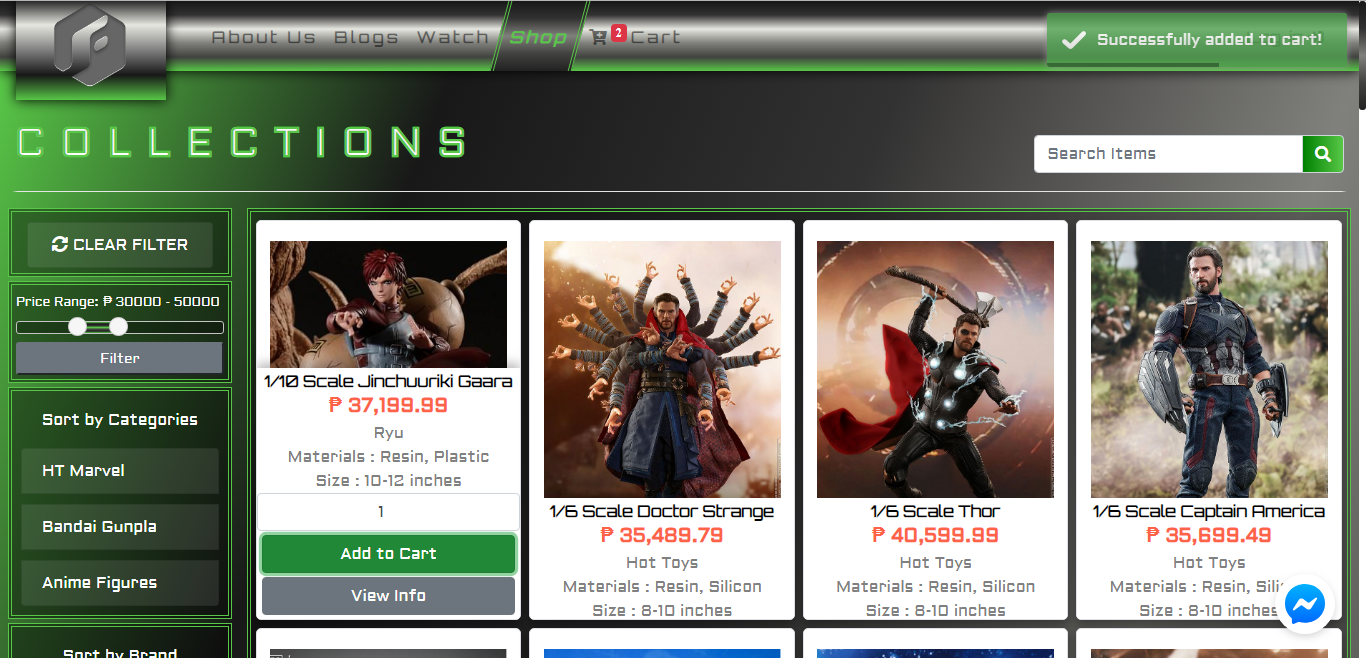 About Us Blogs Watch Shop 2 Cart
Successfully added to cart!
COLLECTIONS
Search Items
CLEAR FILTER
Price Range: ₱ 30000 - 50000
Filter
Sort by Categories
HT Marvel
Bandai Gunpla
Anime Figures
Sort by Brand
1/10 Scale Jinchuuriki Gaara
₱ 37,199.99
Ryu
Materials : Resin, Plastic
Size : 10-12 inches
1
Add to Cart
View Info
1/6 Scale Doctor Strange
₱ 35,489.79
Hot Toys
Materials : Resin, Silicon
Size : 8-10 inches
1/6 Scale Thor
₱ 40,599.99
Hot Toys
Materials : Resin, Silicon
Size : 8-10 inches
1/6 Scale Captain America
₱ 35,699.49
Hot Toys
Materials : Resin, Sili
Size : 8-10 inches